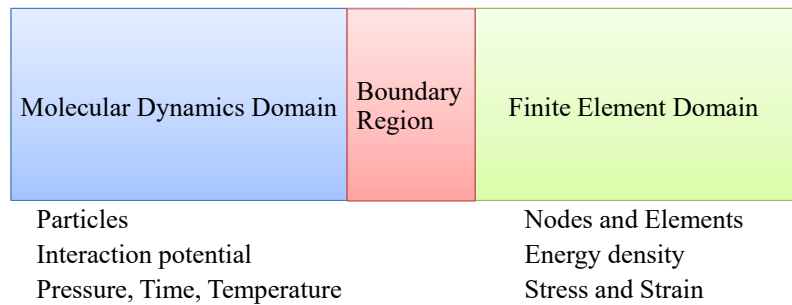 Molecular Dynamics Domain
Boundary
Region
Finite Element Domain
Particles
Interaction potential
Pressure, Time, Temperature
Nodes and Elements
Energy density
Stress and Strain